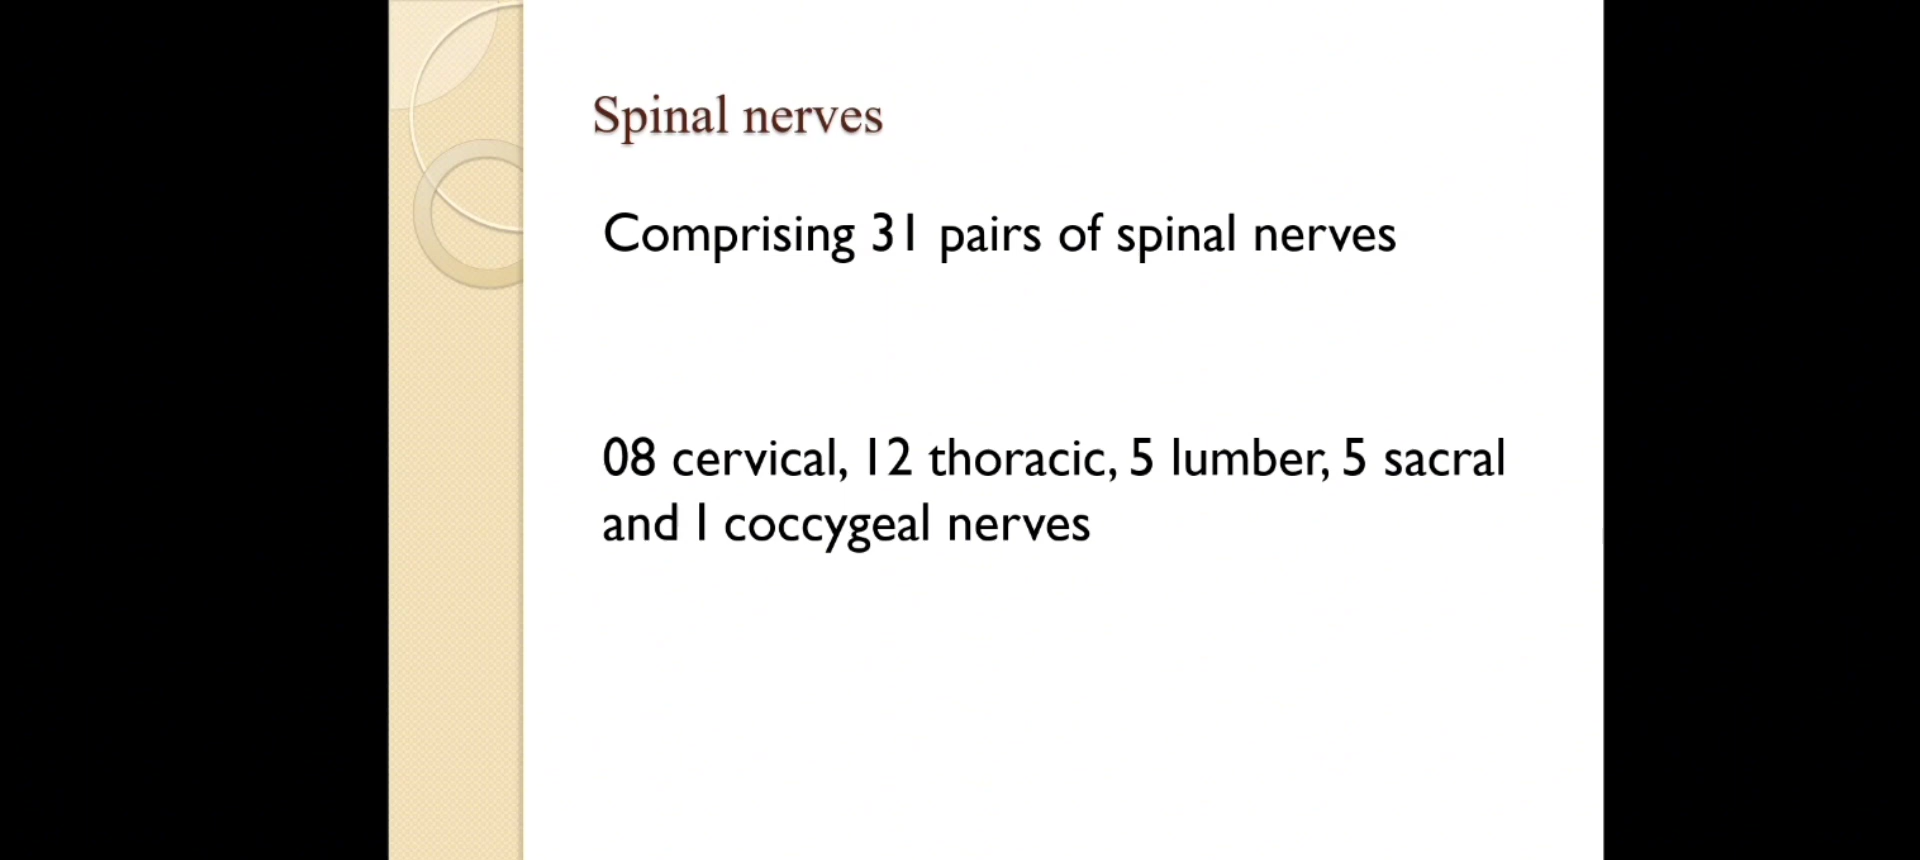 Spinal nerves
Comprising 31 pairs of spinal nerves
08 cervical, 12 thoracic, 5 lumber, 5 sacral
and 1 coccygeal nerves